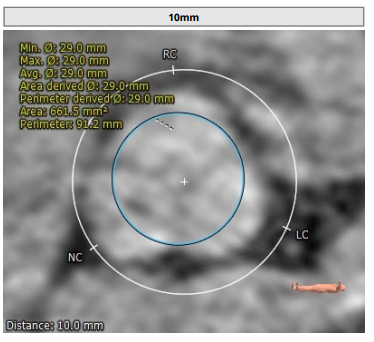 10mm
Min. Ø: 29.0 mm
Max. Ø: 29.0 mm
Avg. Ø: 29.0 mm
Area derived Ø: 29.0 mm
Perimeter derived Ø: 29.0 mm
Area: 661.5 mm²
Perimeter: 91.2 mm
RC
LC
NC
Distance: 10.0 mm